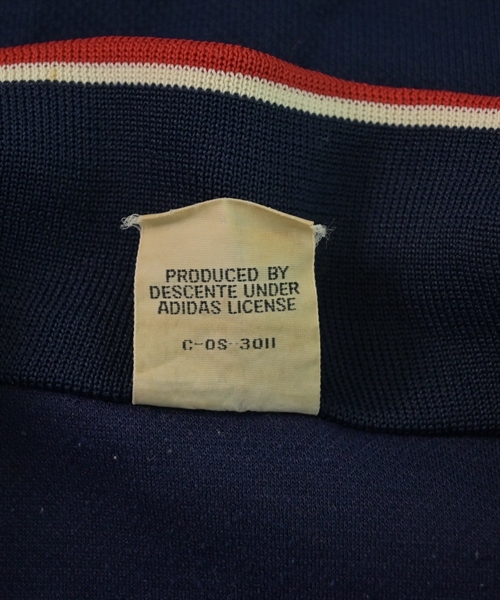 PRODUCED BY
DESCENTE UNDER
ADIDAS LICENSE
C-OS-3011